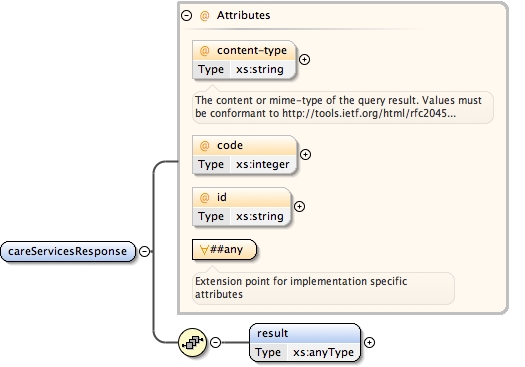 @ Attributes
@ content-type
Type xs:string
The content or mime-type of the query result. Values must
be conformant to http://tools.ietf.org/html/rfc2045...
@ code
Type xs:integer
@ id
Type xs:string
∀##any
Extension point for implementation specific
attributes
careServicesResponse
result
Type xs:anyType